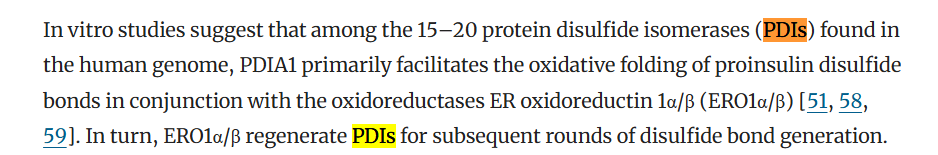 In vitro studies suggest that among the 15–20 protein disulfide isomerases (PDIs) found in
the human genome, PDIA1 primarily facilitates the oxidative folding of proinsulin disulfide
bonds in conjunction with the oxidoreductases ER oxidoreductin 1α/β (ERO1α/β) [51, 58,
59]. In turn, ERO1α/β regenerate PDIs for subsequent rounds of disulfide bond generation.